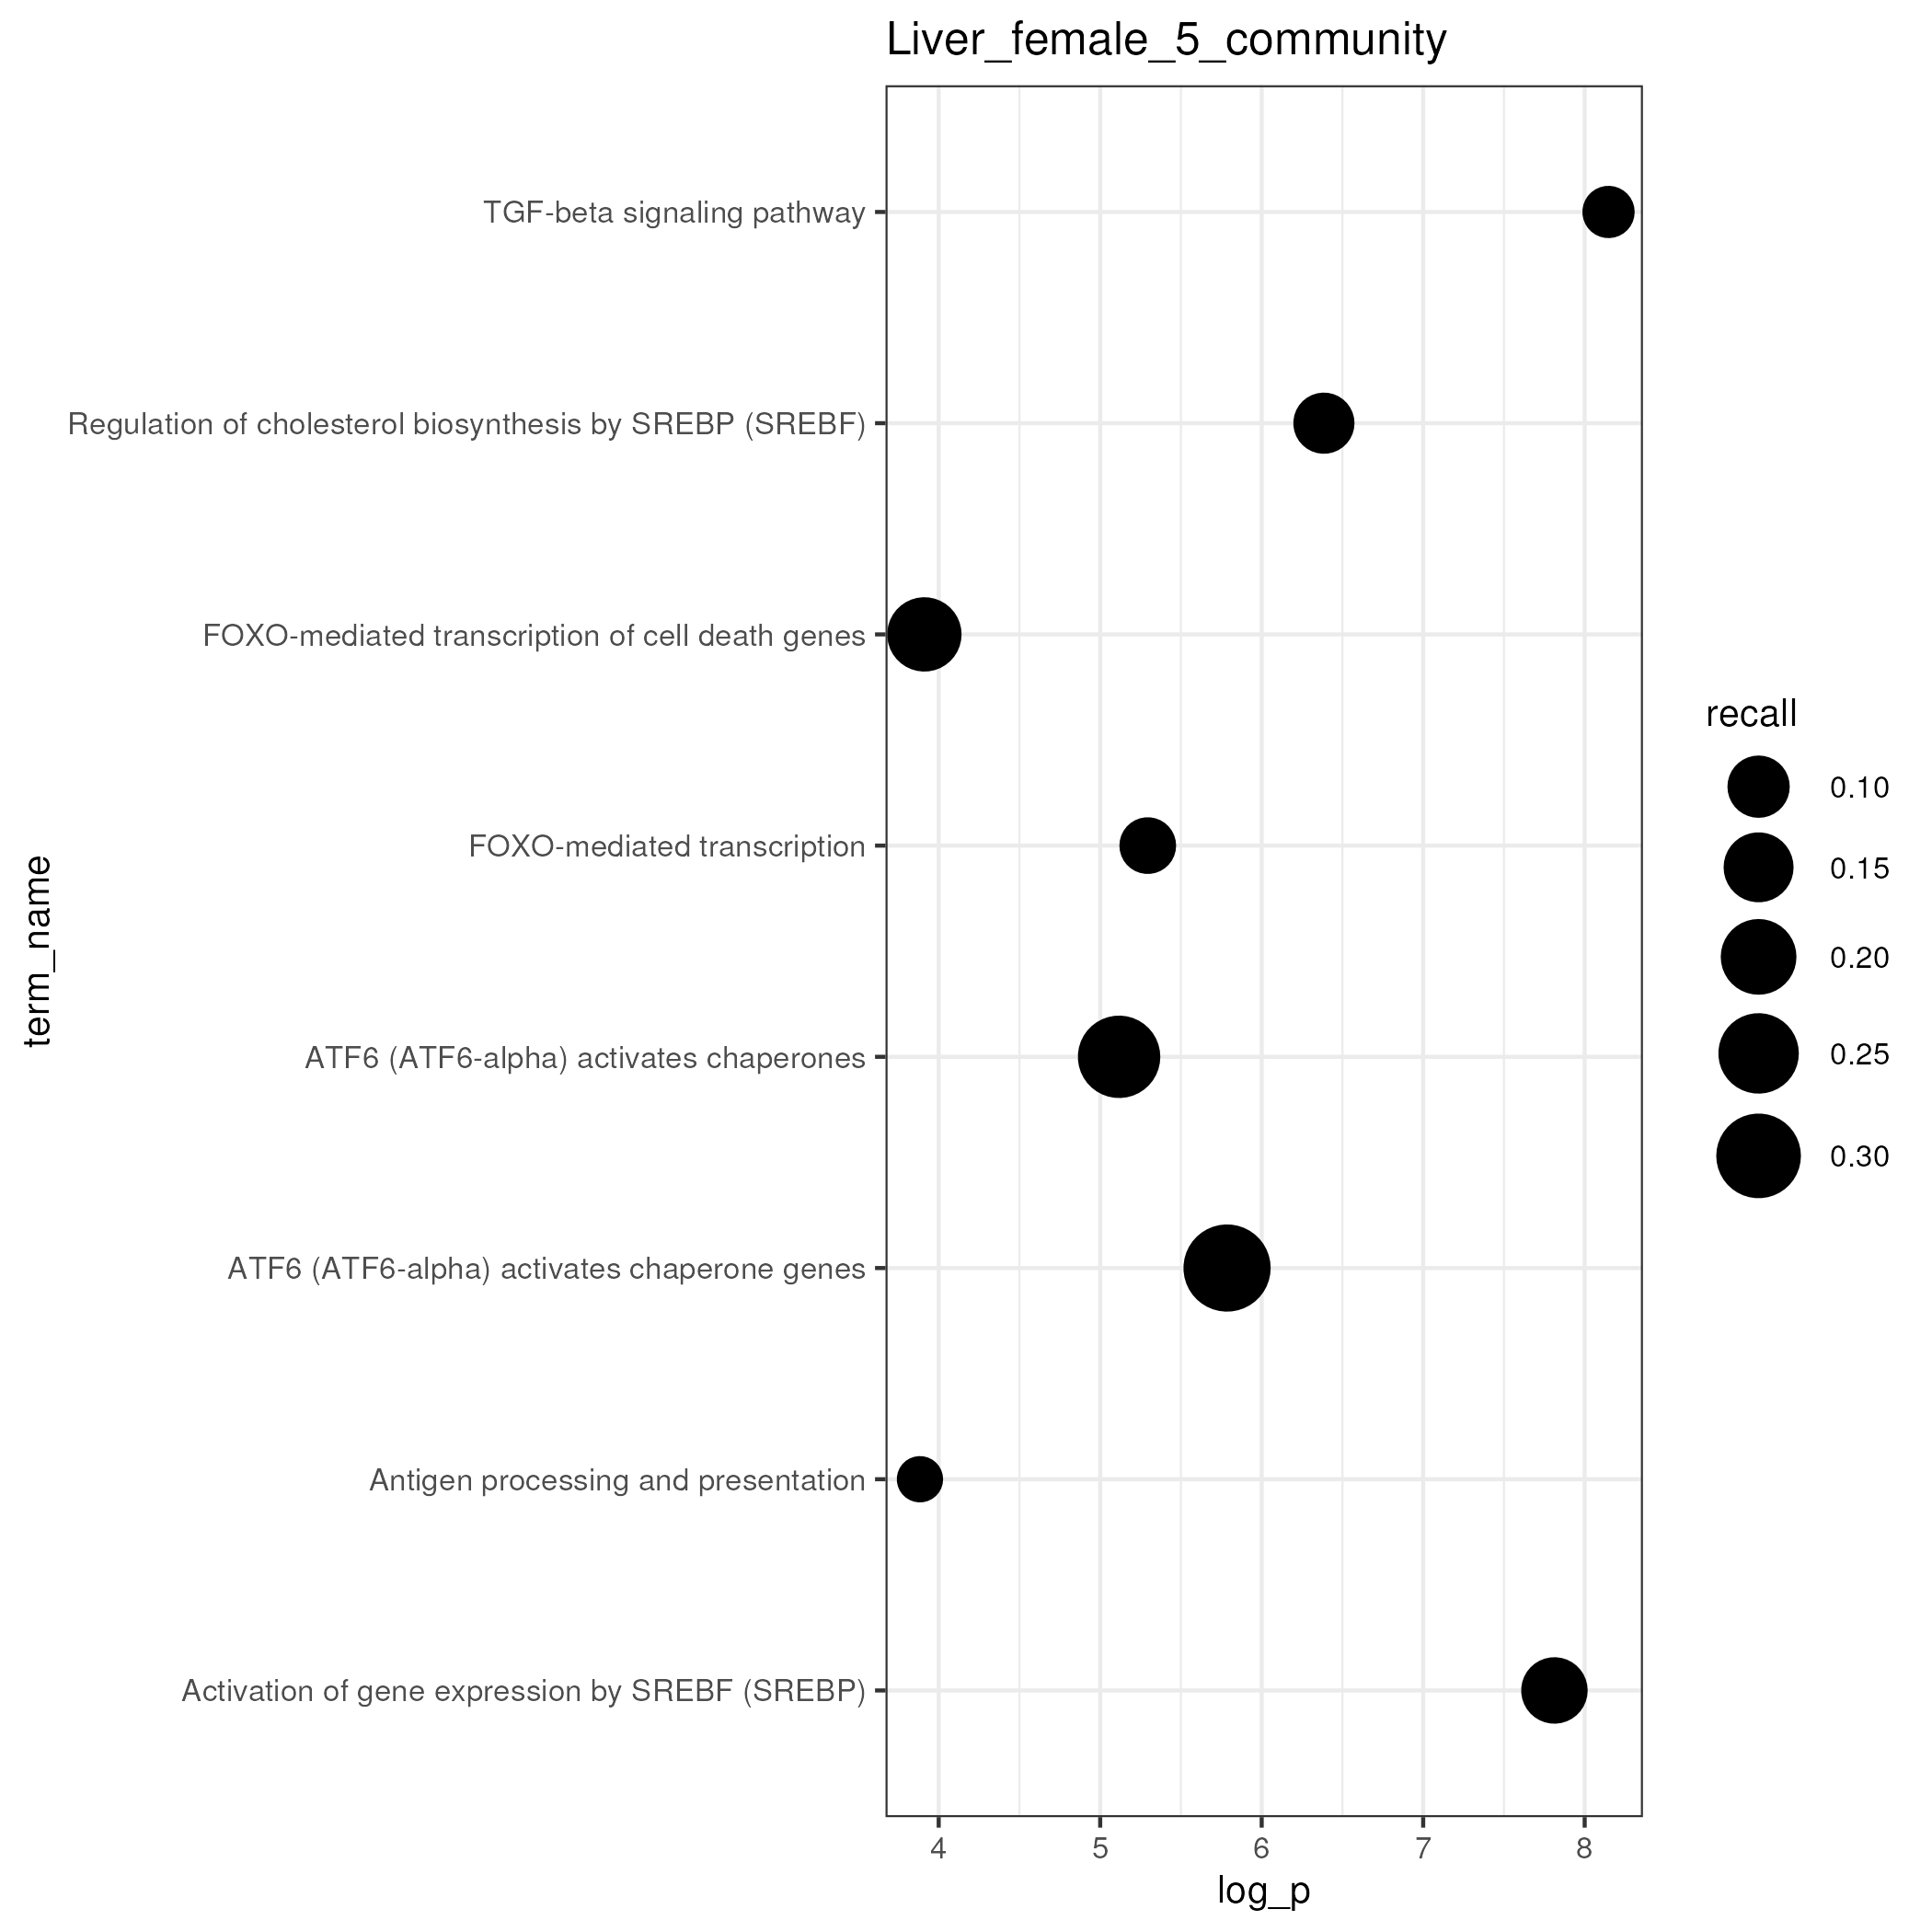 Liver_female_5_community
TGF-beta signaling pathway
Regulation of cholesterol biosynthesis by SREBP (SREBF)
FOXO-mediated transcription of cell death genes
FOXO-mediated transcription
ATF6 (ATF6-alpha) activates chaperones
ATF6 (ATF6-alpha) activates chaperone genes
Antigen processing and presentation
Activation of gene expression by SREBF (SREBP)
term_name
4 5 6 7 8
log_p
recall
0.10
0.15
0.20
0.25
0.30